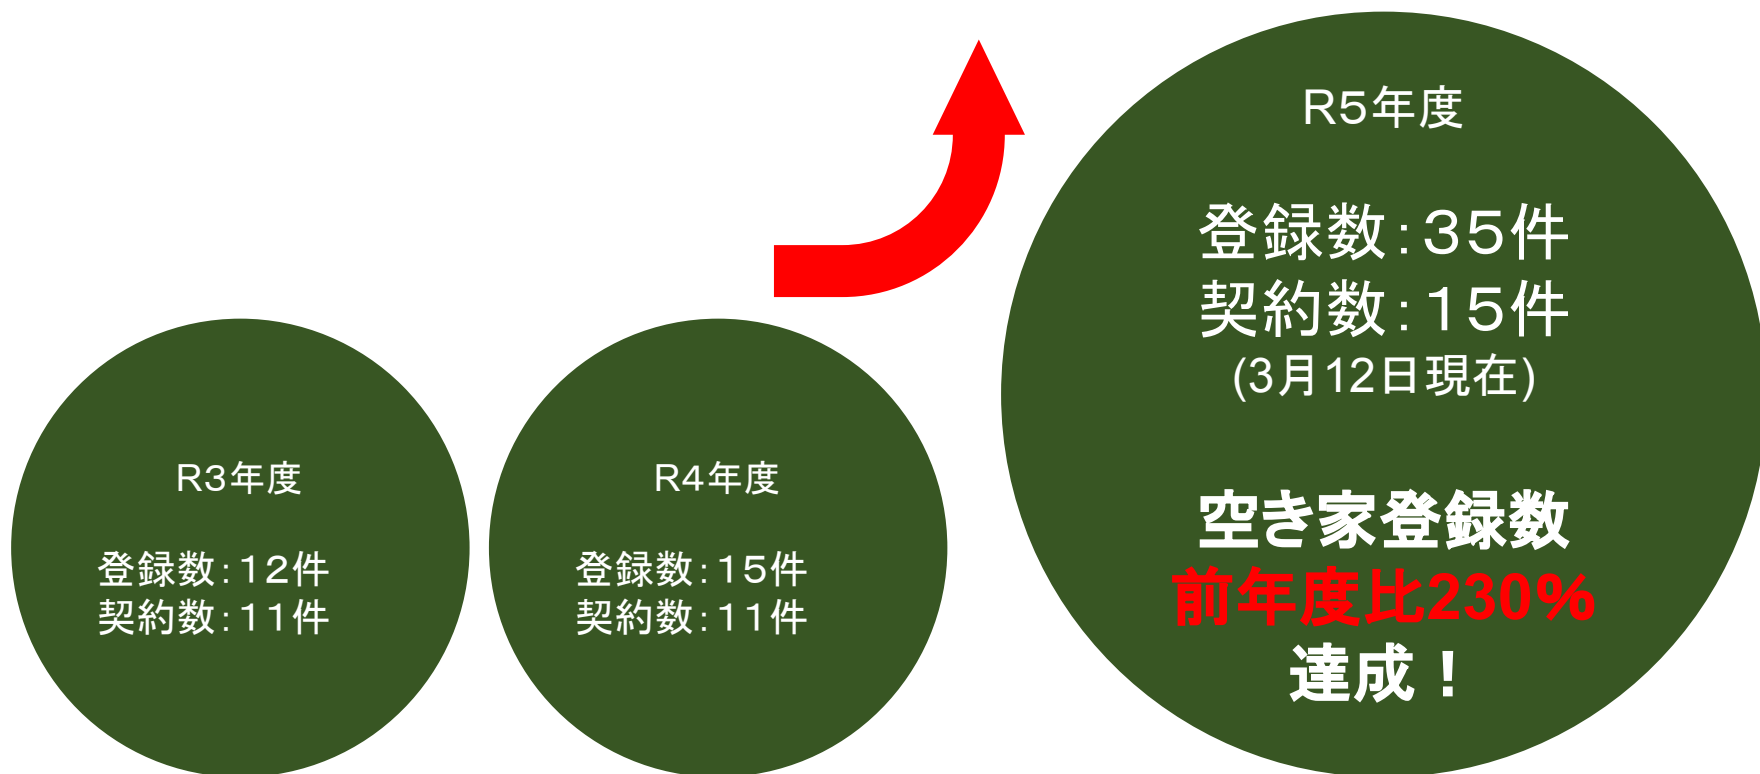 R3年度
登録数：12件
契約数：11件
R4年度
登録数：15件
契約数：11件
R5年度
登録数：35件
契約数：15件
(3月12日現在)
空き家登録数
前年度比230%
達成！